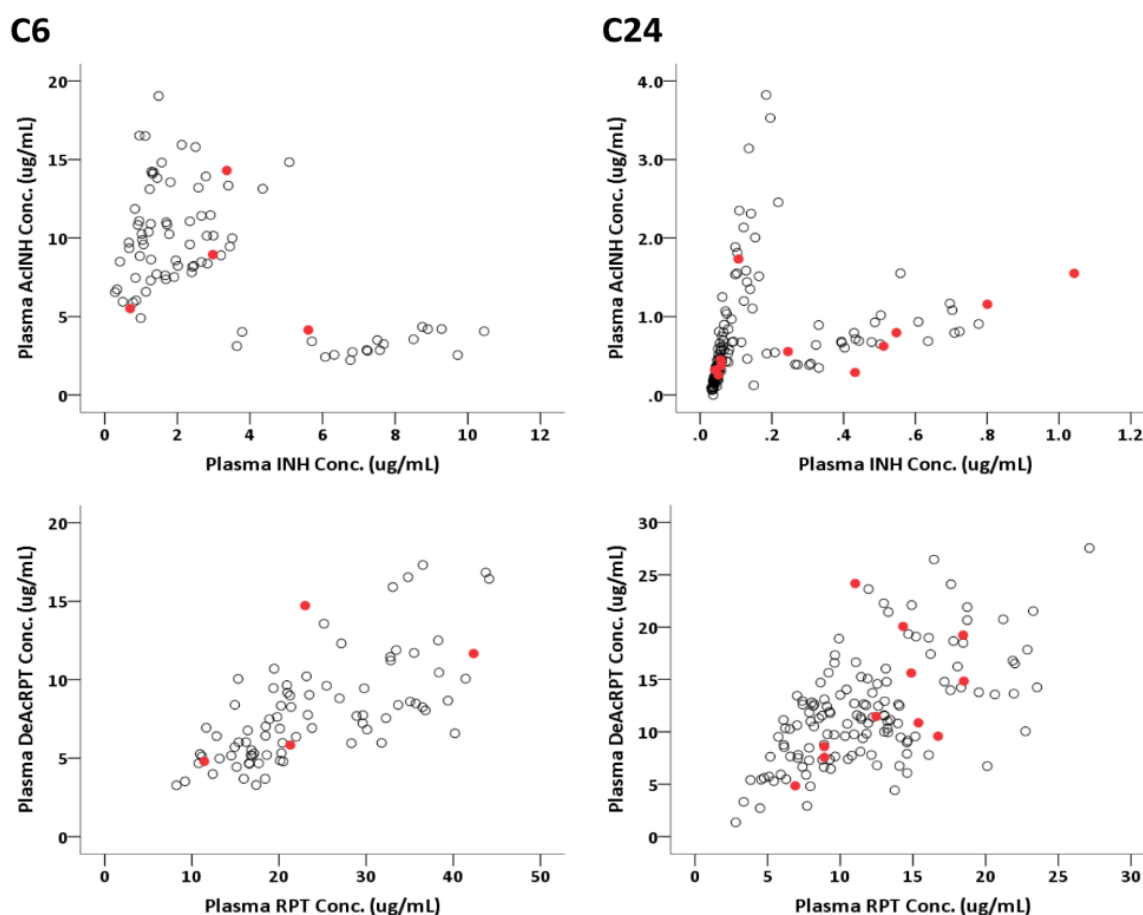 C6
20
15
10
5
0
Plasma AcINH Conc. (ug/mL)
0 2 4 6 8 10 12
Plasma INH Conc. (ug/mL)
C24
4.0
3.0
2.0
1.0
.0
Plasma AcINH Conc. (ug/mL)
.0 .2 .4 .6 .8 1.0 1.2
Plasma INH Conc. (ug/mL)
20
15
10
5
0
Plasma DeAcRPT Conc. (ug/mL)
0 10 20 30 40 50
Plasma RPT Conc. (ug/mL)
30
25
20
15
10
5
0
Plasma DeAcRPT Conc. (ug/mL)
0 5 10 15 20 25 30
Plasma RPT Conc. (ug/mL)